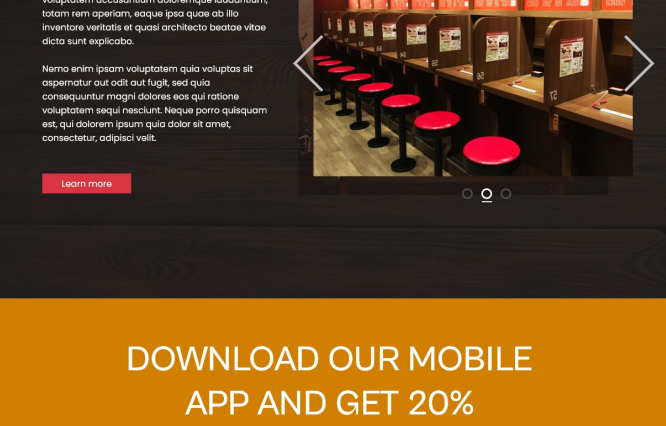 voluptatem accusantium doloremque laudantium,
totam rem aperiam, eaque ipsa quae ab illo
inventore veritatis et quasi architecto beatae vitae
dicta sunt explicabo.
Nemo enim ipsam voluptatem quia voluptas sit
aspernatur aut odit aut fugit, sed quia
consequuntur magni dolores eos qui ratione
voluptatem sequi nesciunt. Neque porro quisquam
est, qui dolorem ipsum quia dolor sit amet,
consectetur, adipisci velit.
Learn more
DOWNLOAD OUR MOBILE
APP AND GET 20%